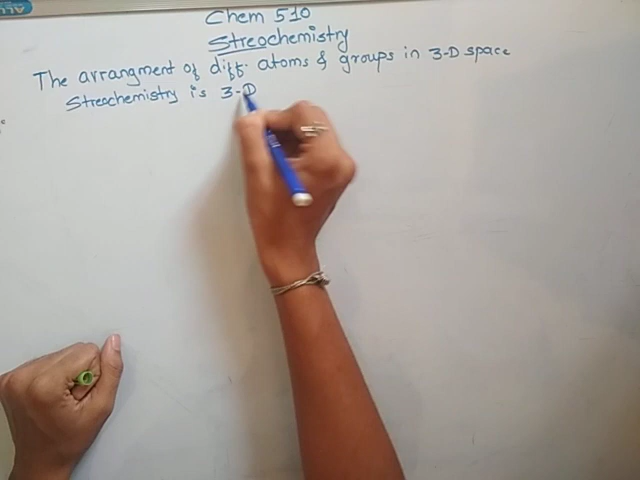 Chem 510
Streochemistry
The arrangment of diff. atoms & groups in 3-D space
Streochemistry is 3-D